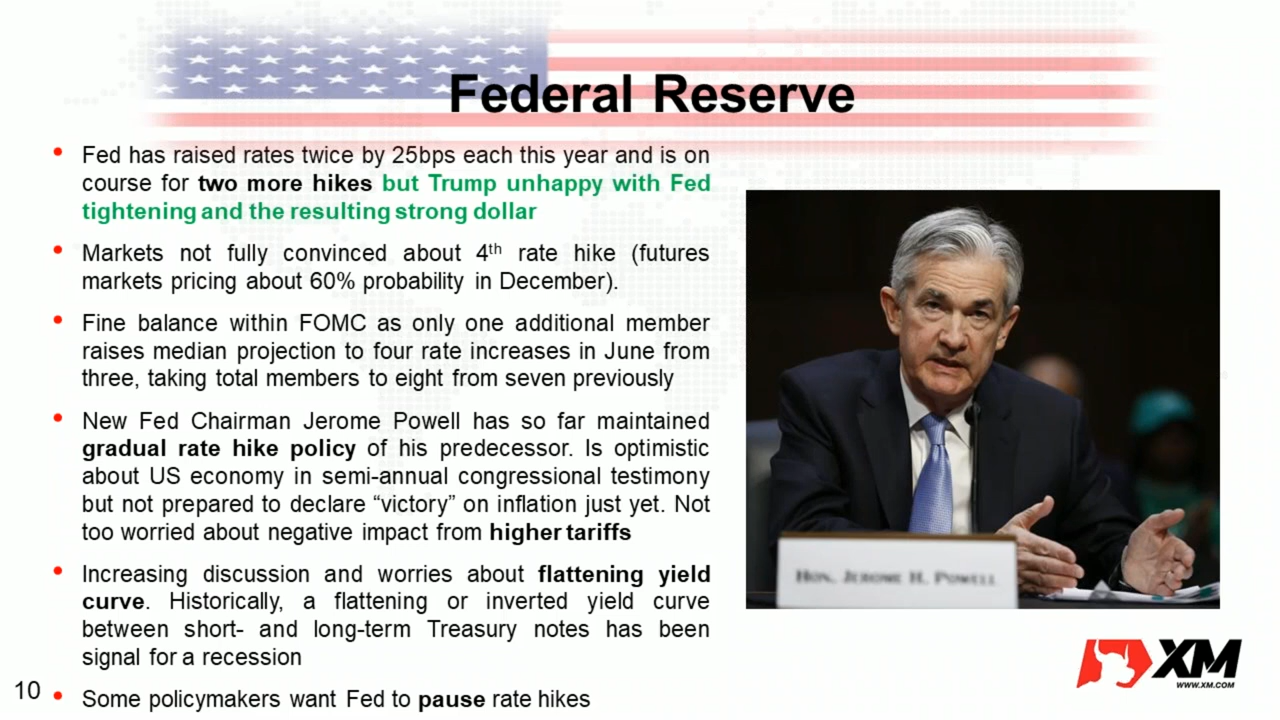 Federal Reserve
• Fed has raised rates twice by 25bps each this year and is on
course for two more hikes but Trump unhappy with Fed
tightening and the resulting strong dollar
• Markets not fully convinced about 4th rate hike (futures
markets pricing about 60% probability in December).
• Fine balance within FOMC as only one additional member
raises median projection to four rate increases in June from
three, taking total members to eight from seven previously
• New Fed Chairman Jerome Powell has so far maintained
gradual rate hike policy of his predecessor. Is optimistic
about US economy in semi-annual congressional testimony
but not prepared to declare “victory” on inflation just yet. Not
too worried about negative impact from higher tariffs
• Increasing discussion and worries about flattening yield
curve. Historically, a flattening or inverted yield curve
between short- and long-term Treasury notes has been
signal for a recession
• Some policymakers want Fed to pause rate hikes
10
HON. JEROME H. POWELL
XM
WWW.XM.COM